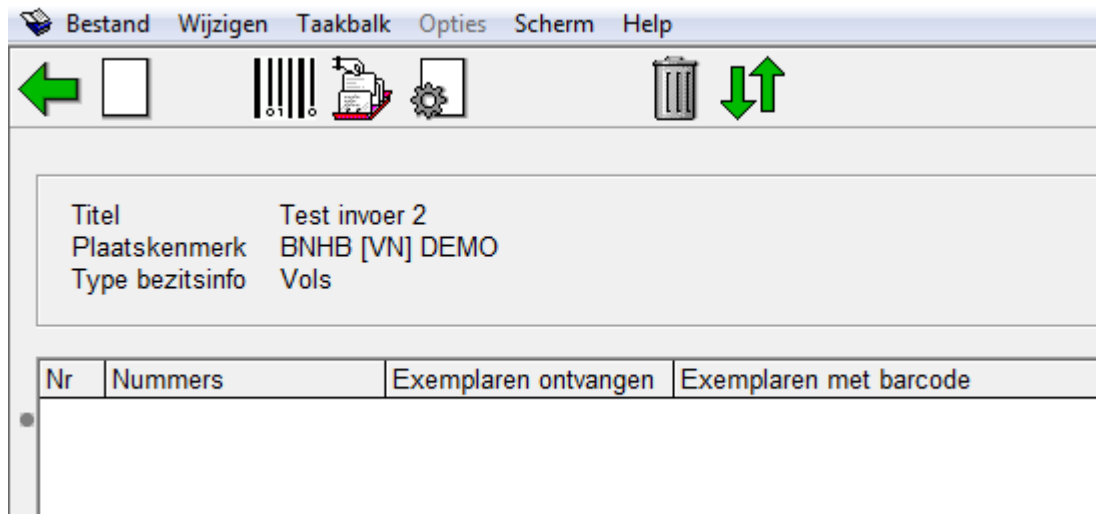 Bestand Wijzigen Taakbalk Opties Scherm Help
Titel Test invoer 2
Plaatskenmerk BNHB [VN] DEMO
Type bezitsinfo Vols
Nr Nummers Exemplaren ontvangen Exemplaren met barcode